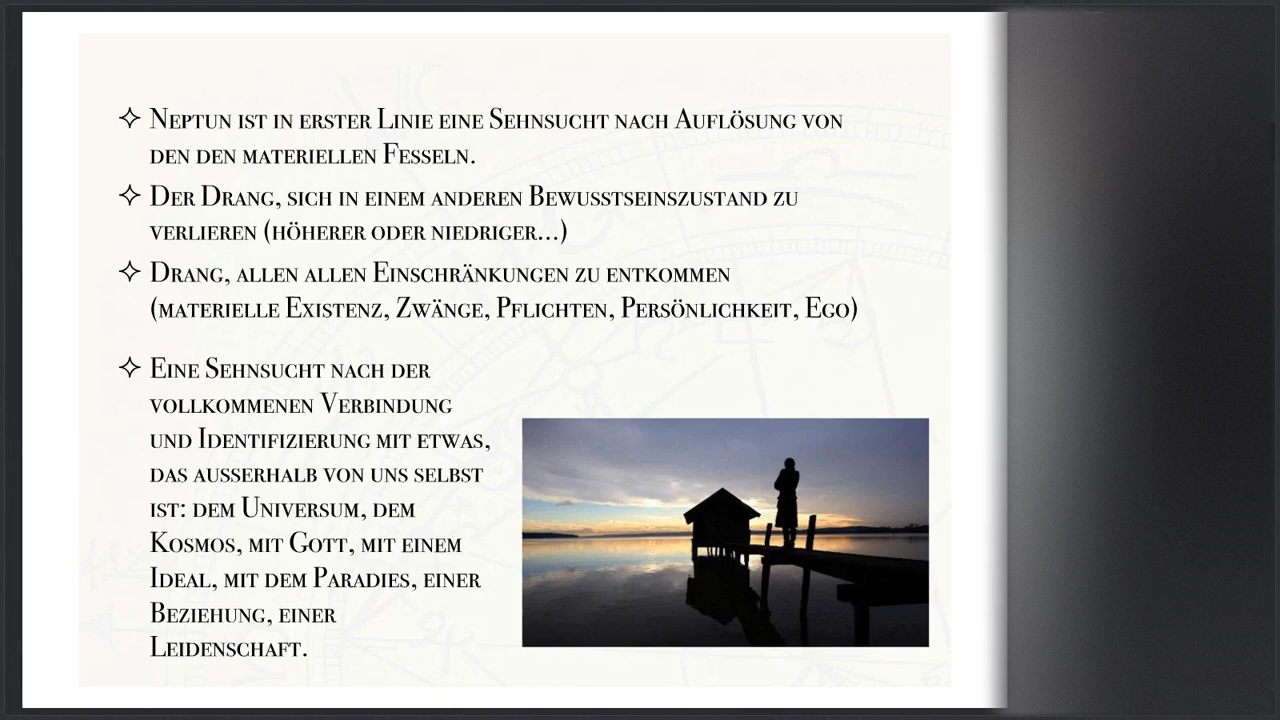 Neptun ist in erster Linie eine Sehnsucht nach Auflösung von
den den materiellen Fesseln.
Der Drang, sich in einem anderen Bewusstseinszustand zu
verlieren (höherer oder niedriger...)
Drang, allen allen Einschränkungen zu entkommen
(materielle Existenz, Zwänge, Pflichten, Persönlichkeit, Ego)
Eine Sehnsucht nach der
vollkommenen Verbindung
und Identifizierung mit etwas,
das ausserhalb von uns selbst
ist: dem Universum, dem
Kosmos, mit Gott, mit einem
Ideal, mit dem Paradies, einer
Beziehung, einer
Leidenschaft.